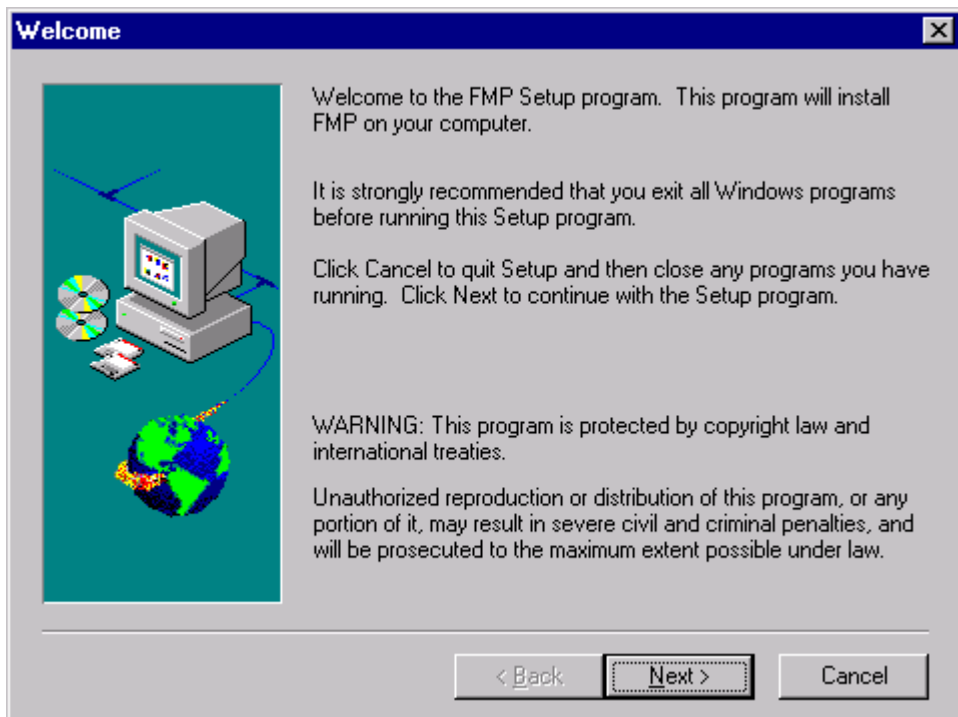 Welcome
Welcome to the FMP Setup program.  This program will install
FMP on your computer.
It is strongly recommended that you exit all Windows programs
before running this Setup program.
Click Cancel to quit Setup and then close any programs you have
running.  Click Next to continue with the Setup program.
WARNING: This program is protected by copyright law and
international treaties.
Unauthorized reproduction or distribution of this program, or any
portion of it, may result in severe civil and criminal penalties, and
will be prosecuted to the maximum extent possible under law.
< Back
Next >
Cancel